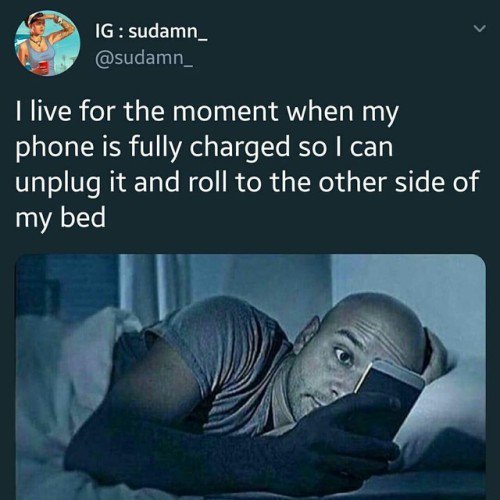 IG : sudamn_
@sudamn_
I live for the moment when my
phone is fully charged so I can
unplug it and roll to the other side of
my bed